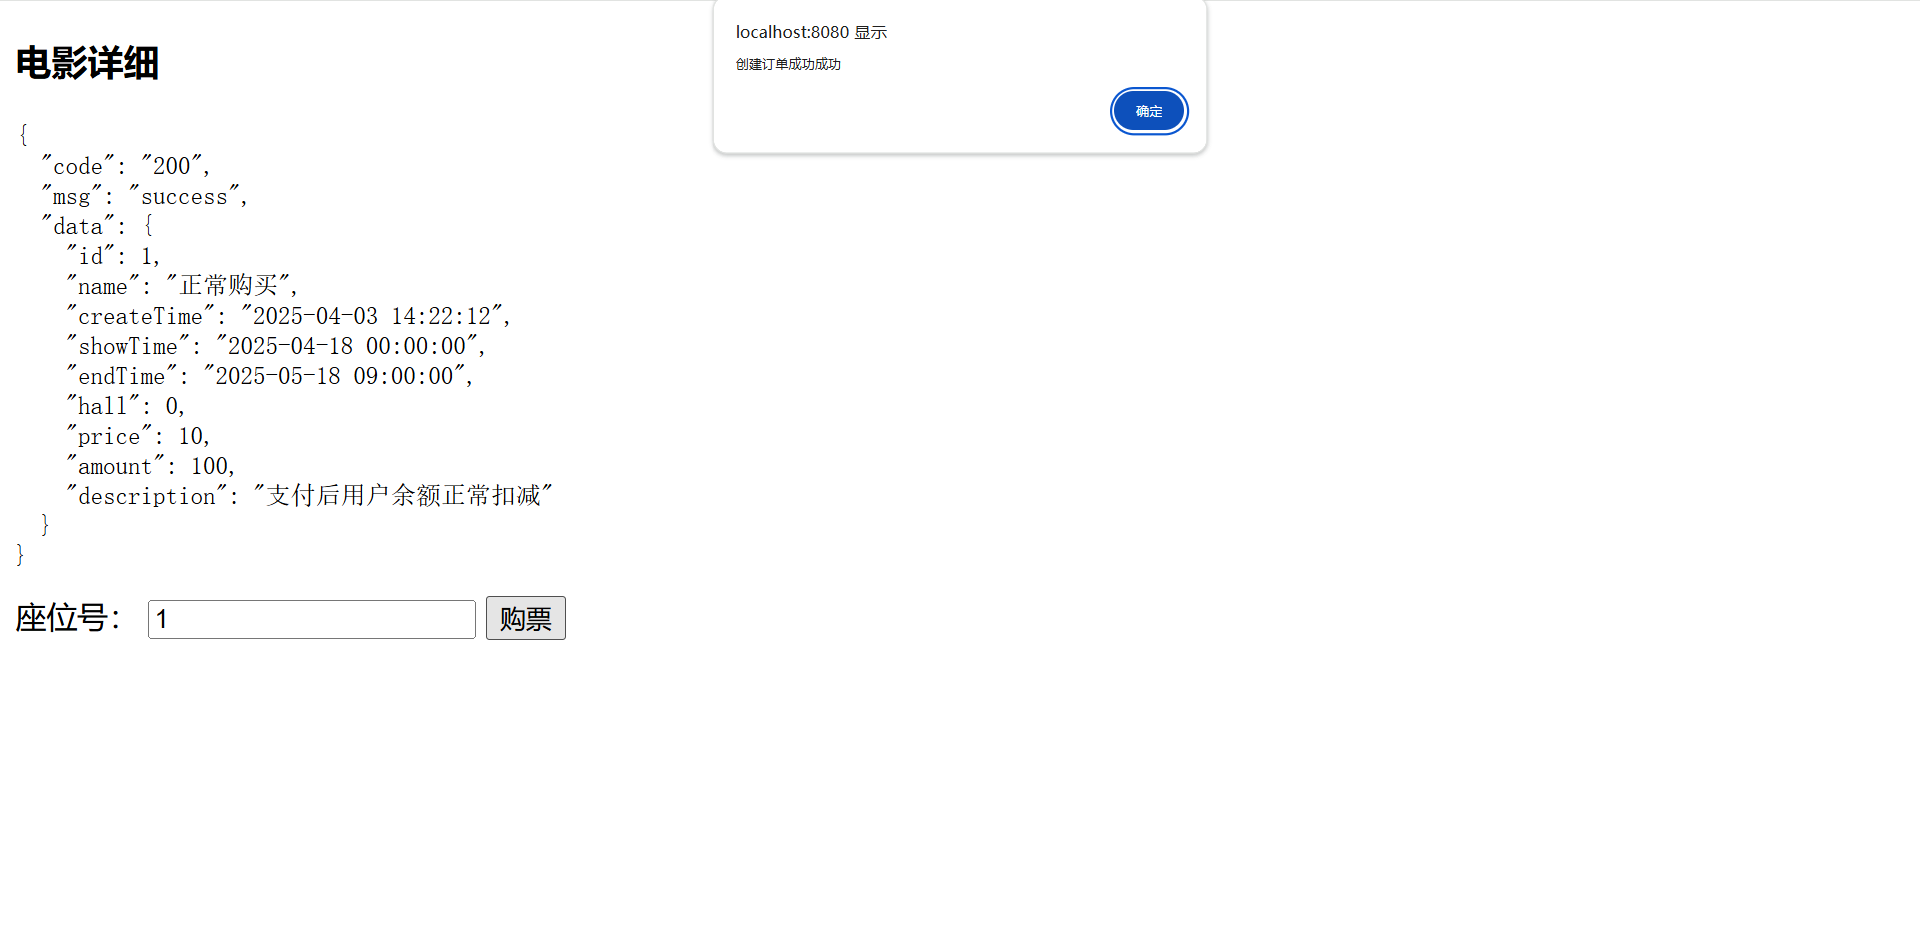 localhost:8080 显示
创建订单成功成功
确定
电影详细
{
  "code": "200",
  "msg": "success",
  "data": {
    "id": 1,
    "name": "正常购买",
    "createTime": "2025-04-03 14:22:12",
    "showTime": "2025-04-18 00:00:00",
    "endTime": "2025-05-18 09:00:00",
    "hall": 0,
    "price": 10,
    "amount": 100,
    "description": "支付后用户余额正常扣减"
  }
}
座位号： 1 购票